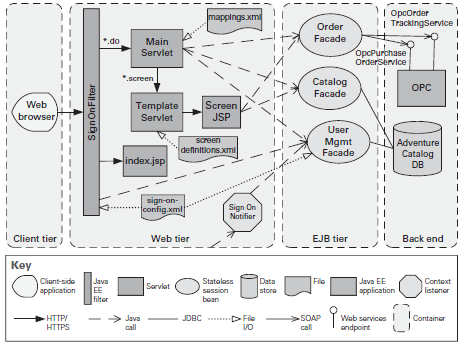 mappings.xml
OpcOrder
TrackingService
*.do
Main
Servlet
Order
Facade
OpcPurchase
OrderService
*.screen
Web
browser
SignOnFilter
Template
Servlet
Screen
JSP
Catalog
Facade
OPC
screen
definitions.xml
index.jsp
User
Mgmt
Facade
Adventure
Catalog
DB
sign-on-
config.xml
Sign On
Notifier
Client tier
Web tier
EJB tier
Back end
Key
Client-side
application
Java
EE
filter
Servlet
Stateless
session
bean
Data
store
File
Java EE
application
Context
listener
HTTP/
HTTPS
Java
call
JDBC
File
I/O
SOAP
call
Web services
endpoint
Container